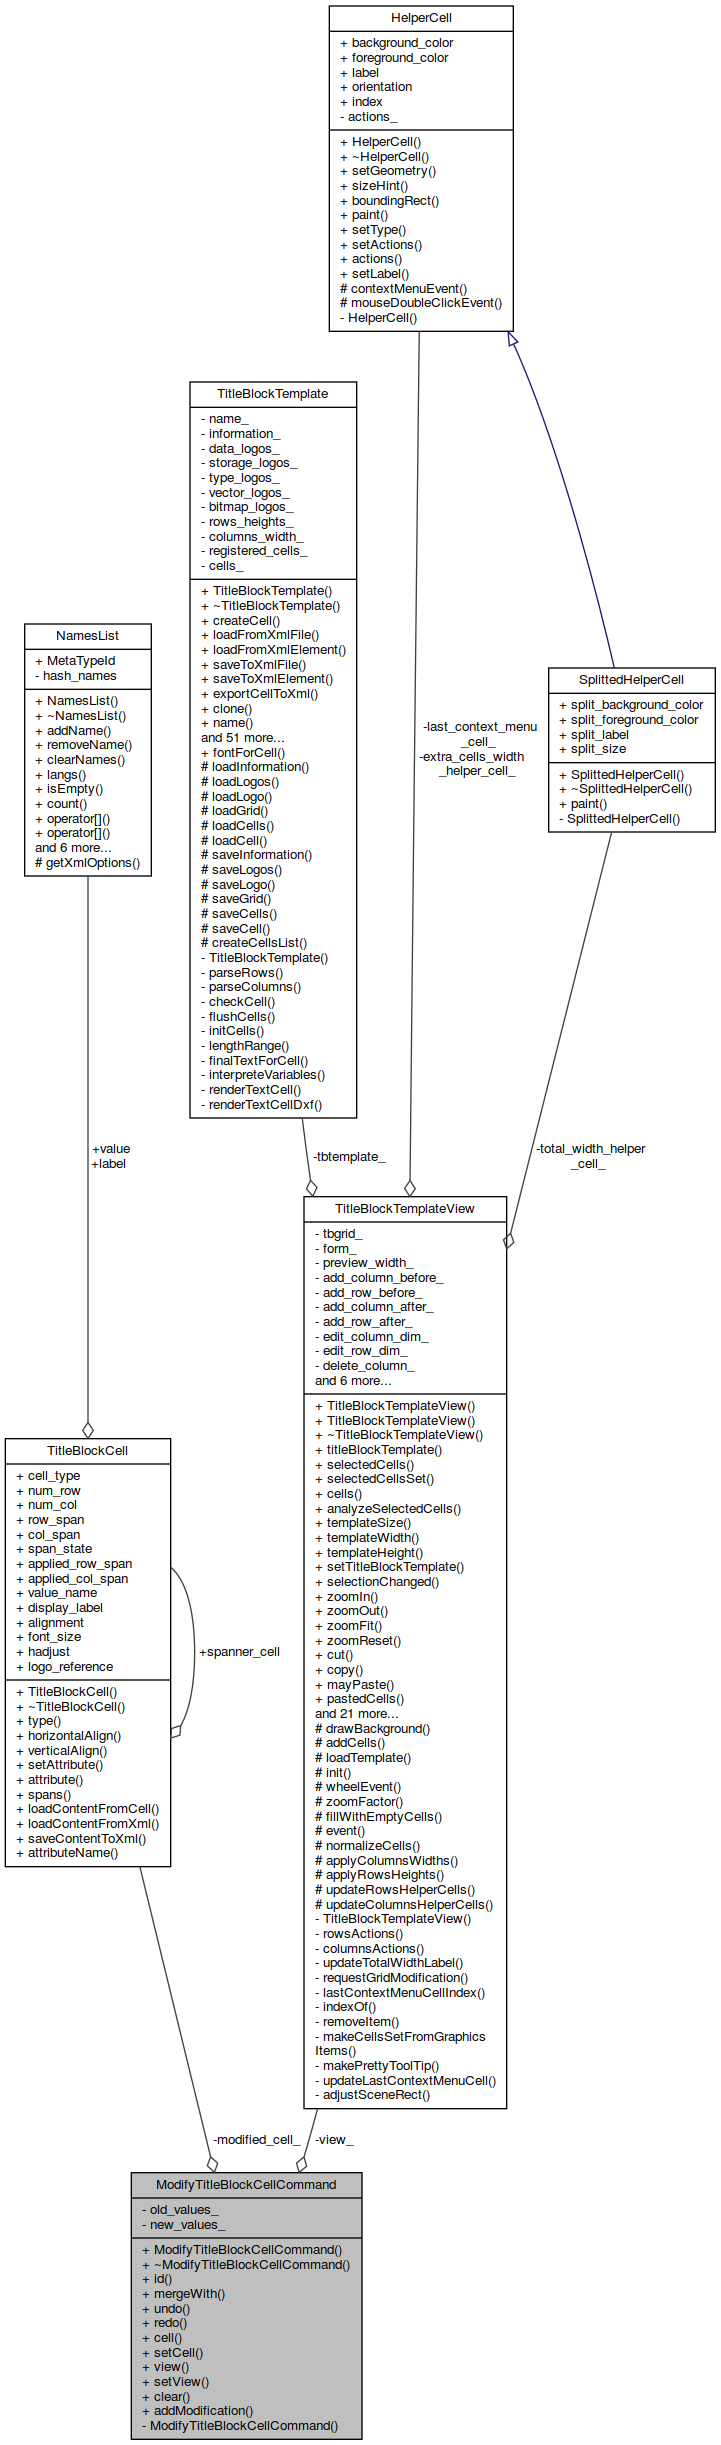 HelperCell
+ background_color
+ foreground_color
+ label
+ orientation
+ index
- actions_
+ HelperCell()
+ ~HelperCell()
+ setGeometry()
+ sizeHint()
+ boundingRect()
+ paint()
+ setType()
+ setActions()
+ actions()
+ setLabel()
# contextMenuEvent()
# mouseDoubleClickEvent()
- HelperCell()
TitleBlockTemplate
- name_
- information_
- data_logos_
- storage_logos_
- type_logos_
- vector_logos_
- bitmap_logos_
- rows_heights_
- columns_width_
- registered_cells_
- cells_
+ TitleBlockTemplate()
+ ~TitleBlockTemplate()
+ createCell()
+ loadFromXmlFile()
+ loadFromXmlElement()
+ saveToXmlFile()
+ saveToXmlElement()
+ exportCellToXml()
+ clone()
+ name()
and 51 more...
+ fontForCell()
# loadInformation()
# loadLogos()
# loadLogo()
# loadGrid()
# loadCells()
# loadCell()
# saveInformation()
# saveLogos()
# saveLogo()
# saveGrid()
# saveCells()
# saveCell()
# createCellsList()
- TitleBlockTemplate()
- parseRows()
- parseColumns()
- checkCell()
- flushCells()
- initCells()
- lengthRange()
- finalTextForCell()
- interpreteVariables()
- renderTextCell()
- renderTextCellDxf()
NamesList
+ MetaTypeId
- hash_names
+ NamesList()
+ ~NamesList()
+ addName()
+ removeName()
+ clearNames()
+ langs()
+ isEmpty()
+ count()
+ operator[]()
+ operator[]()
and 6 more...
# getXmlOptions()
SplittedHelperCell
+ split_background_color
+ split_foreground_color
+ split_label
+ split_size
+ SplittedHelperCell()
+ ~SplittedHelperCell()
+ paint()
- SplittedHelperCell()
-last_context_menu
_cell_
-extra_cells_width
_helper_cell_
+value
+label
-tbtemplate_
-total_width_helper
_cell_
TitleBlockTemplateView
- tbgrid_
- form_
- preview_width_
- add_column_before_
- add_row_before_
- add_column_after_
- add_row_after_
- edit_column_dim_
- edit_row_dim_
- delete_column_
and 6 more...
+ TitleBlockTemplateView()
+ TitleBlockTemplateView()
+ ~TitleBlockTemplateView()
+ titleBlockTemplate()
+ selectedCells()
+ selectedCellsSet()
+ cells()
+ analyzeSelectedCells()
+ templateSize()
+ templateWidth()
+ templateHeight()
+ setTitleBlockTemplate()
+ selectionChanged()
+ zoomIn()
+ zoomOut()
+ zoomFit()
+ zoomReset()
+ cut()
+ copy()
+ mayPaste()
+ pastedCells()
and 21 more...
# drawBackground()
# addCells()
# loadTemplate()
# init()
# wheelEvent()
# zoomFactor()
# fillWithEmptyCells()
# event()
# normalizeCells()
# applyColumnsWidths()
# applyRowsHeights()
# updateRowsHelperCells()
# updateColumnsHelperCells()
- TitleBlockTemplateView()
- rowsActions()
- columnsActions()
- updateTotalWidthLabel()
- requestGridModification()
- lastContextMenuCellIndex()
- indexOf()
- removeItem()
- makeCellsSetFromGraphics
Items()
- makePrettyToolTip()
- updateLastContextMenuCell()
- adjustSceneRect()
TitleBlockCell
+ cell_type
+ num_row
+ num_col
+ row_span
+ col_span
+ span_state
+ applied_row_span
+ applied_col_span
+ value_name
+ display_label
+ alignment
+ font_size
+ hadjust
+ logo_reference
+ TitleBlockCell()
+ ~TitleBlockCell()
+ type()
+ horizontalAlign()
+ verticalAlign()
+ setAttribute()
+ attribute()
+ spans()
+ loadContentFromCell()
+ loadContentFromXml()
+ saveContentToXml()
+ attributeName()
+spanner_cell
-modified_cell_
-view_
ModifyTitleBlockCellCommand
- old_values_
- new_values_
+ ModifyTitleBlockCellCommand()
+ ~ModifyTitleBlockCellCommand()
+ id()
+ mergeWith()
+ undo()
+ redo()
+ cell()
+ setCell()
+ view()
+ setView()
+ clear()
+ addModification()
- ModifyTitleBlockCellCommand()